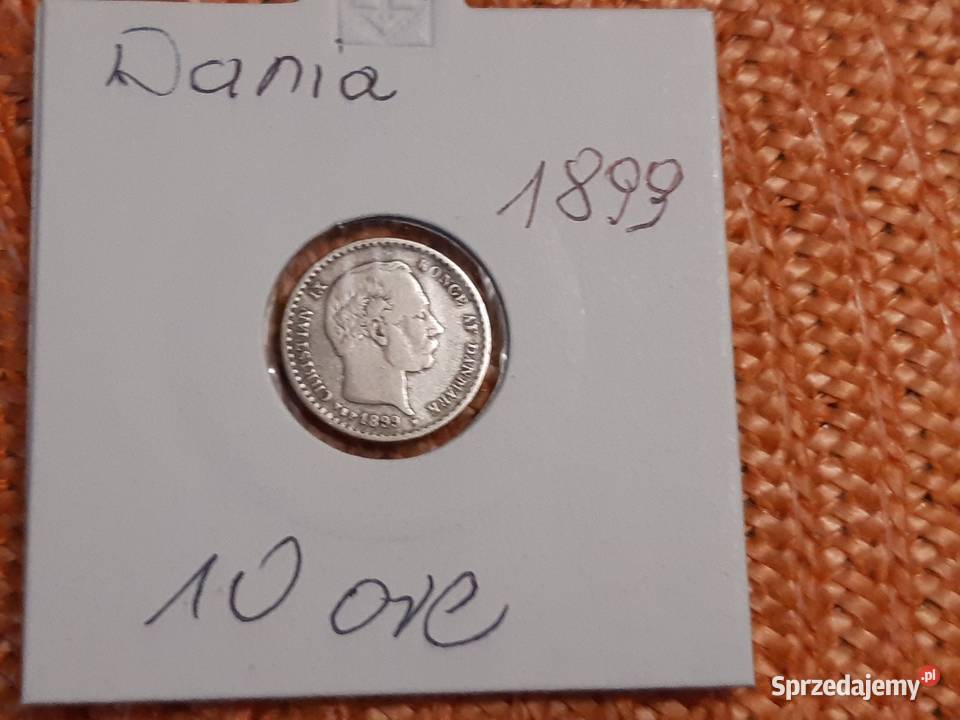 Dania
1899
CHRISTIAN IX KONGE AF DANMARK
1899
10 ore
Sprzedajemy.pl